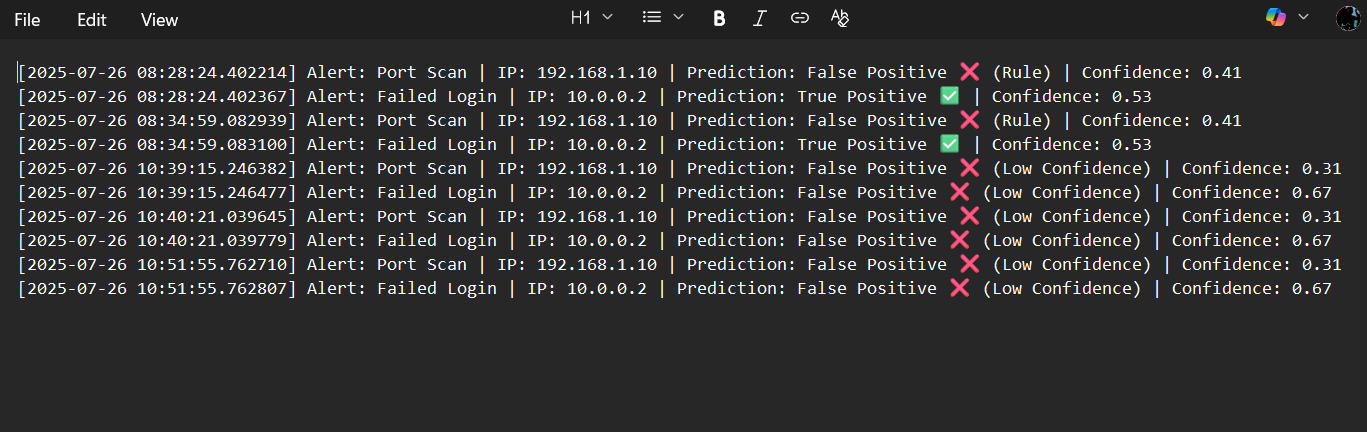 File Edit View H1 B I
[2025-07-26 08:28:24.402214] Alert: Port Scan | IP: 192.168.1.10 | Prediction: False Positive ❌ (Rule) | Confidence: 0.41
[2025-07-26 08:28:24.402367] Alert: Failed Login | IP: 10.0.0.2 | Prediction: True Positive ✅ | Confidence: 0.53
[2025-07-26 08:34:59.082939] Alert: Port Scan | IP: 192.168.1.10 | Prediction: False Positive ❌ (Rule) | Confidence: 0.41
[2025-07-26 08:34:59.083100] Alert: Failed Login | IP: 10.0.0.2 | Prediction: True Positive ✅ | Confidence: 0.53
[2025-07-26 10:39:15.246382] Alert: Port Scan | IP: 192.168.1.10 | Prediction: False Positive ❌ (Low Confidence) | Confidence: 0.31
[2025-07-26 10:39:15.246477] Alert: Failed Login | IP: 10.0.0.2 | Prediction: False Positive ❌ (Low Confidence) | Confidence: 0.67
[2025-07-26 10:40:21.039645] Alert: Port Scan | IP: 192.168.1.10 | Prediction: False Positive ❌ (Low Confidence) | Confidence: 0.31
[2025-07-26 10:40:21.039779] Alert: Failed Login | IP: 10.0.0.2 | Prediction: False Positive ❌ (Low Confidence) | Confidence: 0.67
[2025-07-26 10:51:55.762710] Alert: Port Scan | IP: 192.168.1.10 | Prediction: False Positive ❌ (Low Confidence) | Confidence: 0.31
[2025-07-26 10:51:55.762807] Alert: Failed Login | IP: 10.0.0.2 | Prediction: False Positive ❌ (Low Confidence) | Confidence: 0.67